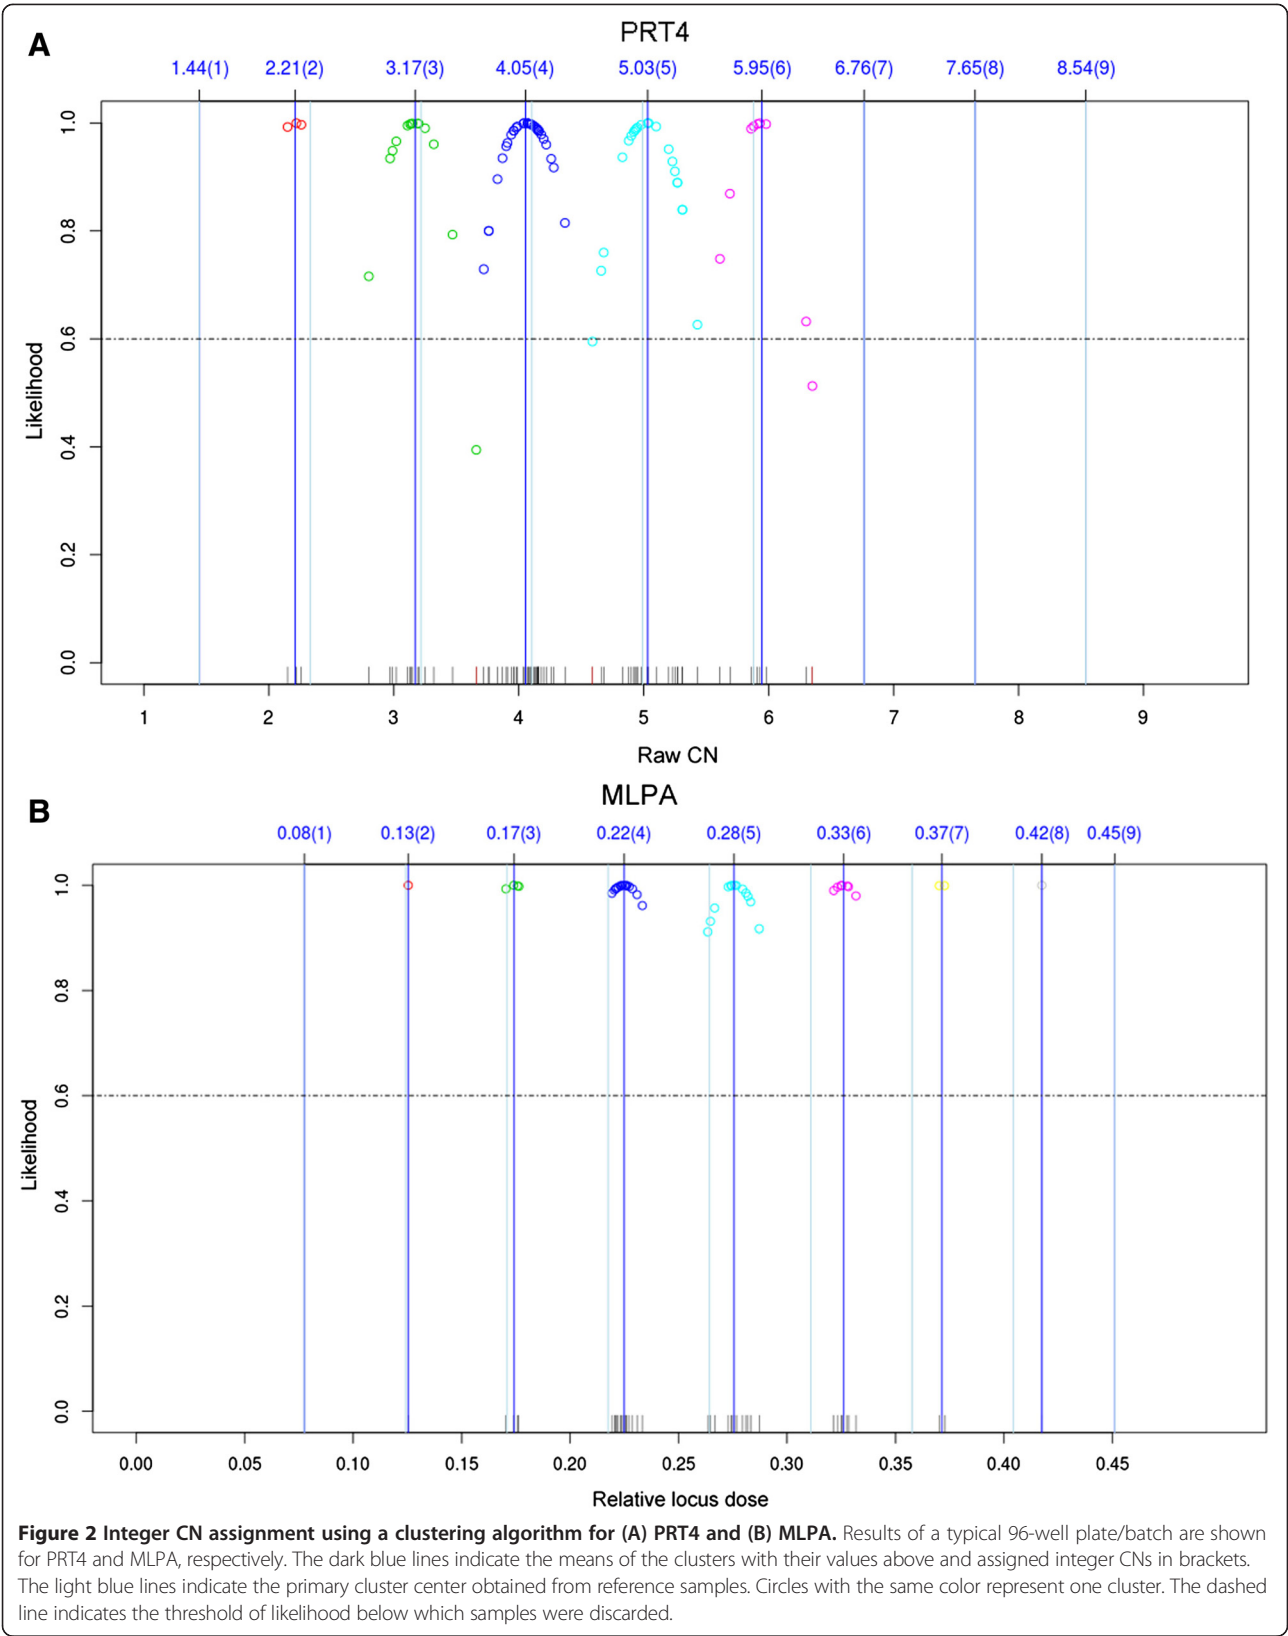 A
PRT4
1.44(1) 2.21(2) 3.17(3) 4.05(4) 5.03(5) 5.95(6) 6.76(7) 7.65(8) 8.54(9)
1.0
0.8
0.6
0.4
0.2
0.0
Likelihood
1 2 3 4 5 6 7 8 9
Raw CN
B
MLPA
0.08(1) 0.13(2) 0.17(3) 0.22(4) 0.28(5) 0.33(6) 0.37(7) 0.42(8) 0.45(9)
1.0
0.8
0.6
0.4
0.2
0.0
Likelihood
0.00 0.05 0.10 0.15 0.20 0.25 0.30 0.35 0.40 0.45
Relative locus dose
Figure 2 Integer CN assignment using a clustering algorithm for (A) PRT4 and (B) MLPA. Results of a typical 96-well plate/batch are shown
for PRT4 and MLPA, respectively. The dark blue lines indicate the means of the clusters with their values above and assigned integer CNs in brackets.
The light blue lines indicate the primary cluster center obtained from reference samples. Circles with the same color represent one cluster. The dashed
line indicates the threshold of likelihood below which samples were discarded.